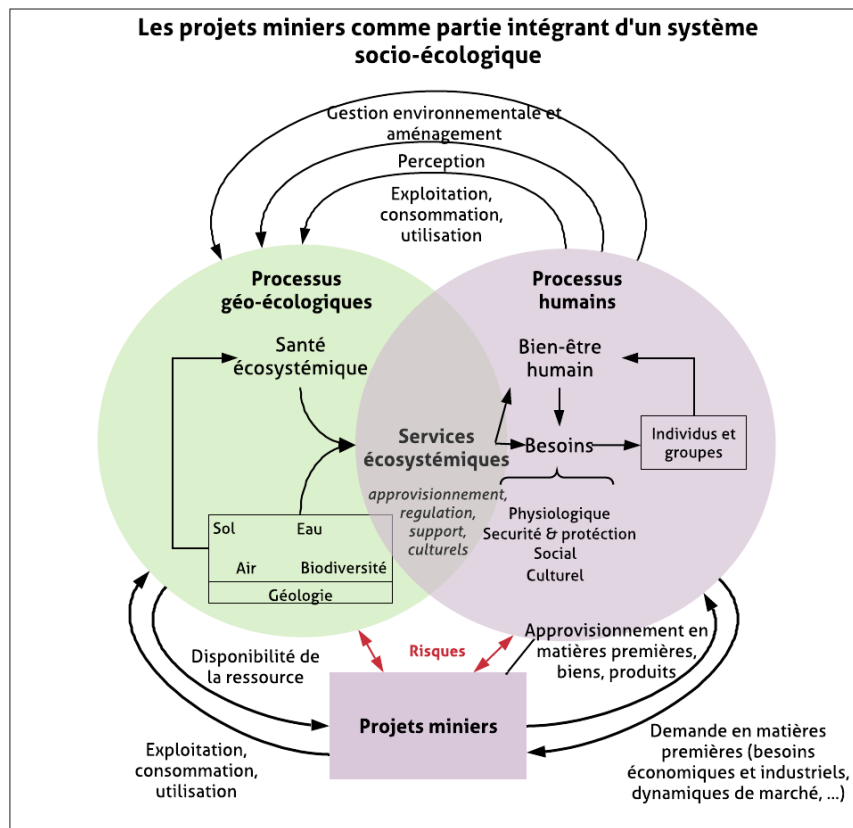 Les projets miniers comme partie intégrant d'un système
socio-écologique
Gestion environnementale et
aménagement
Perception
Exploitation,
consommation,
utilisation
Processus
géo-écologiques
Processus
humains
Santé
écosystémique
Bien-être
humain
Services
écosystémiques
Besoins
Individus et
groupes
approvisionnement,
regulation,
support,
culturels
Physiologique
Securité & protéction
Social
Culturel
Sol
Eau
Air
Biodiversité
Géologie
Disponibilité de
la ressource
Risques
Approvisionnement en
matières premières,
biens, produits
Projets miniers
Exploitation,
consommation,
utilisation
Demande en matières
premières (besoins
économiques et industriels,
dynamiques de marché, ...)